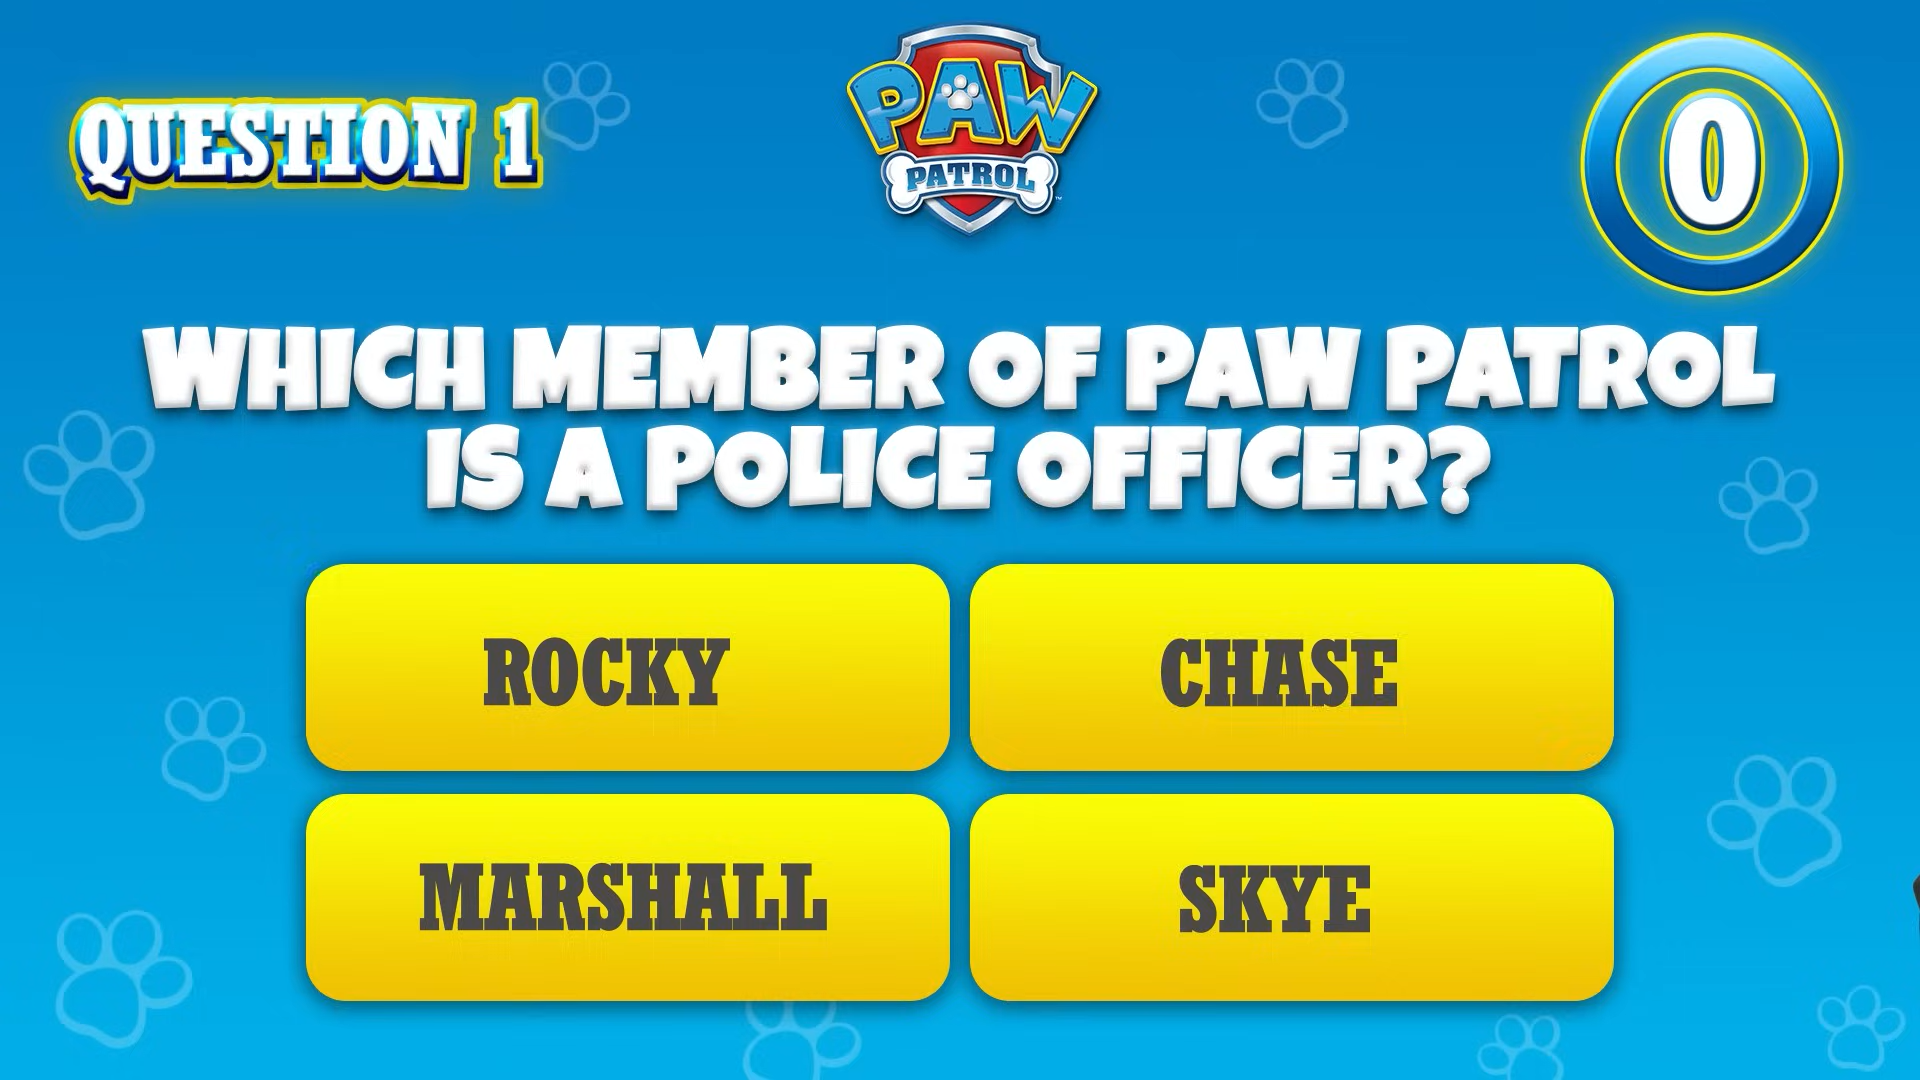 PAW
PATROL
QUESTION 1
0
WHICH MEMBER OF PAW PATROL
IS A POLICE OFFICER?
ROCKY
CHASE
MARSHALL
SKYE